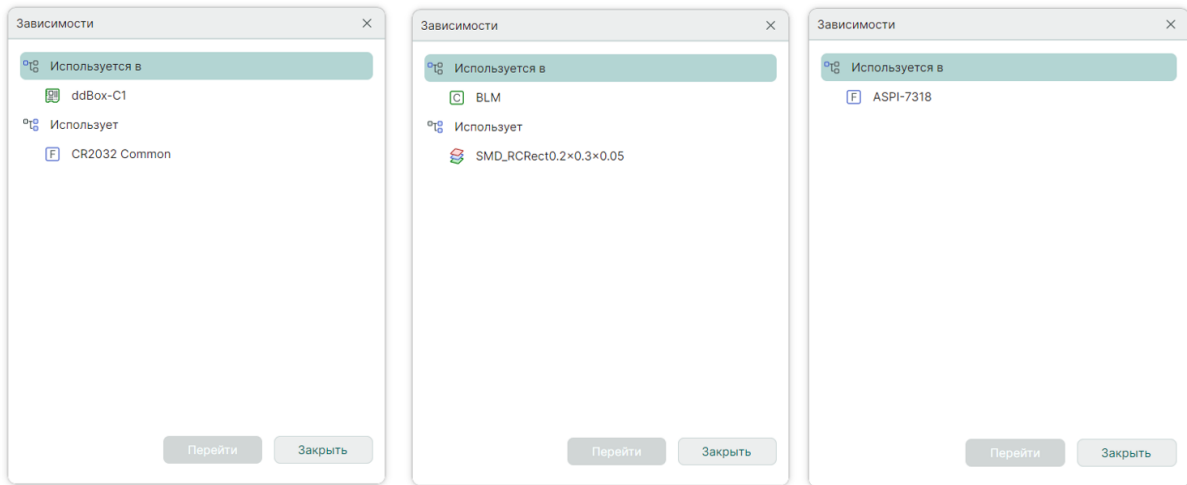 Зависимости
Используется в
ddBox-C1
Использует
F CR2032 Common
Перейти Закрыть
Зависимости
Используется в
C BLM
Использует
SMD_RCRect0.2×0.3×0.05
Перейти Закрыть
Зависимости
Используется в
F ASPI-7318
Перейти Закрыть